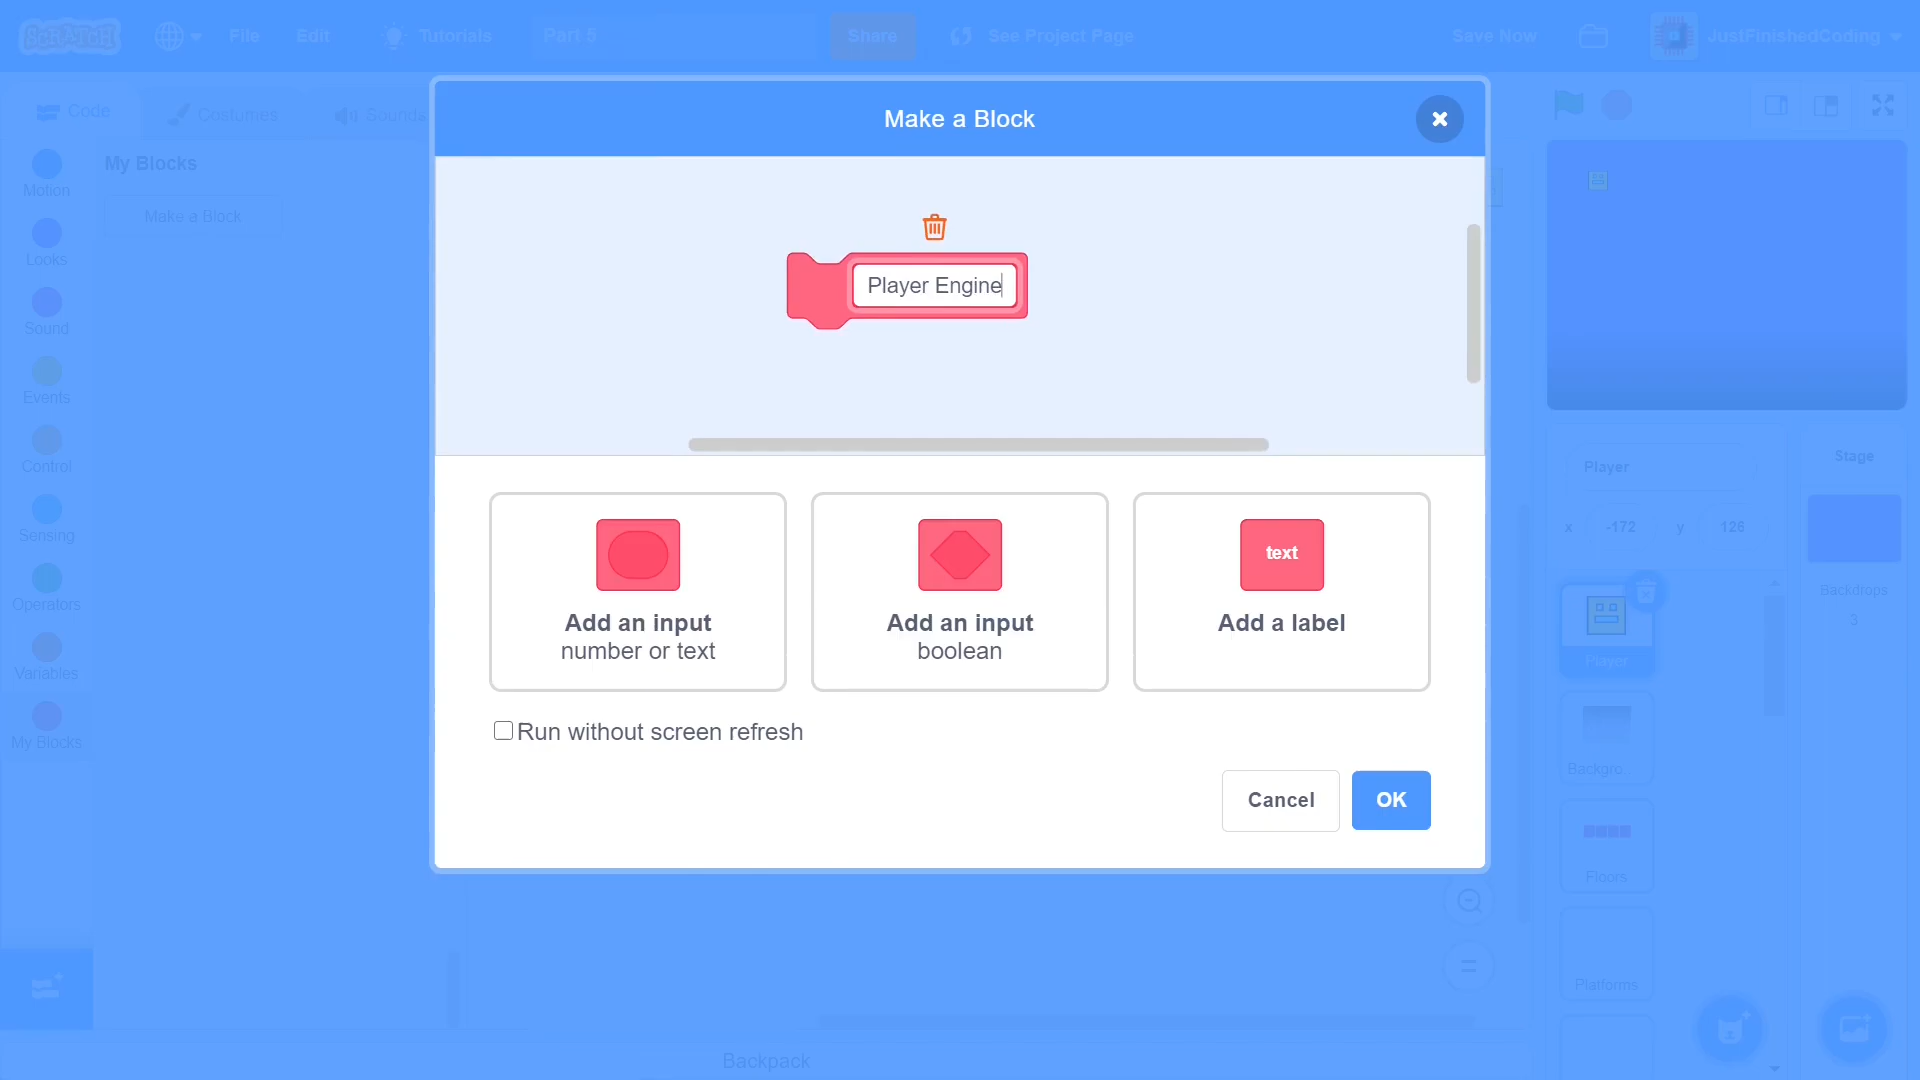 SCRATCH
File
Edit
Tutorials
Part 5
Share
See Project Page
Save Now
JustFinishedCoding
Code
Costumes
Sounds
Make a Block
My Blocks
Make a Block
Motion
Looks
Sound
Events
Control
Sensing
Operators
Variables
My Blocks
Player Engine
Add an input
number or text
Add an input
boolean
text
Add a label
Run without screen refresh
Cancel
OK
Player
x
-172
y
128
Stage
Backdrops
3
Player
Backgro...
Floors
Platforms
Backpack